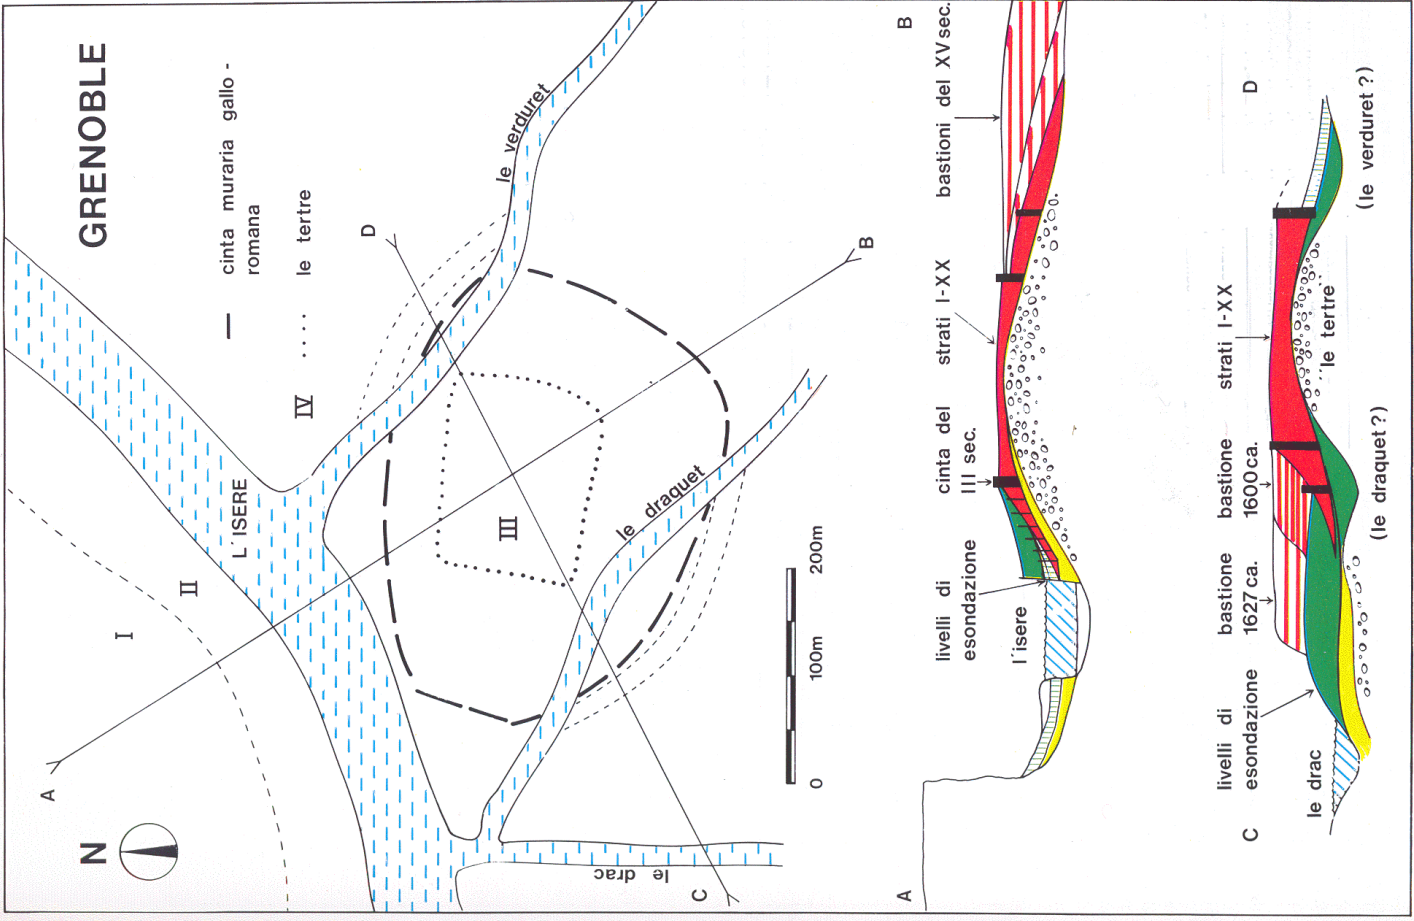 GRENOBLE
cinta muraria gallo -
romana
le tertre
le verduret
D
B
IV
L'ISERE
III
II
I
le draquet
A
N
le drac
C
0
100m
200m
A
B
livelli di
esondazione
l'isere
cinta del
III sec.
strati I-XX
bastioni del XV sec.
C
D
livelli di
esondazione
le drac
bastione
1627 ca.
bastione
1600 ca.
strati I-XX
"le tertre"
(le draquet ?)
(le verduret ?)